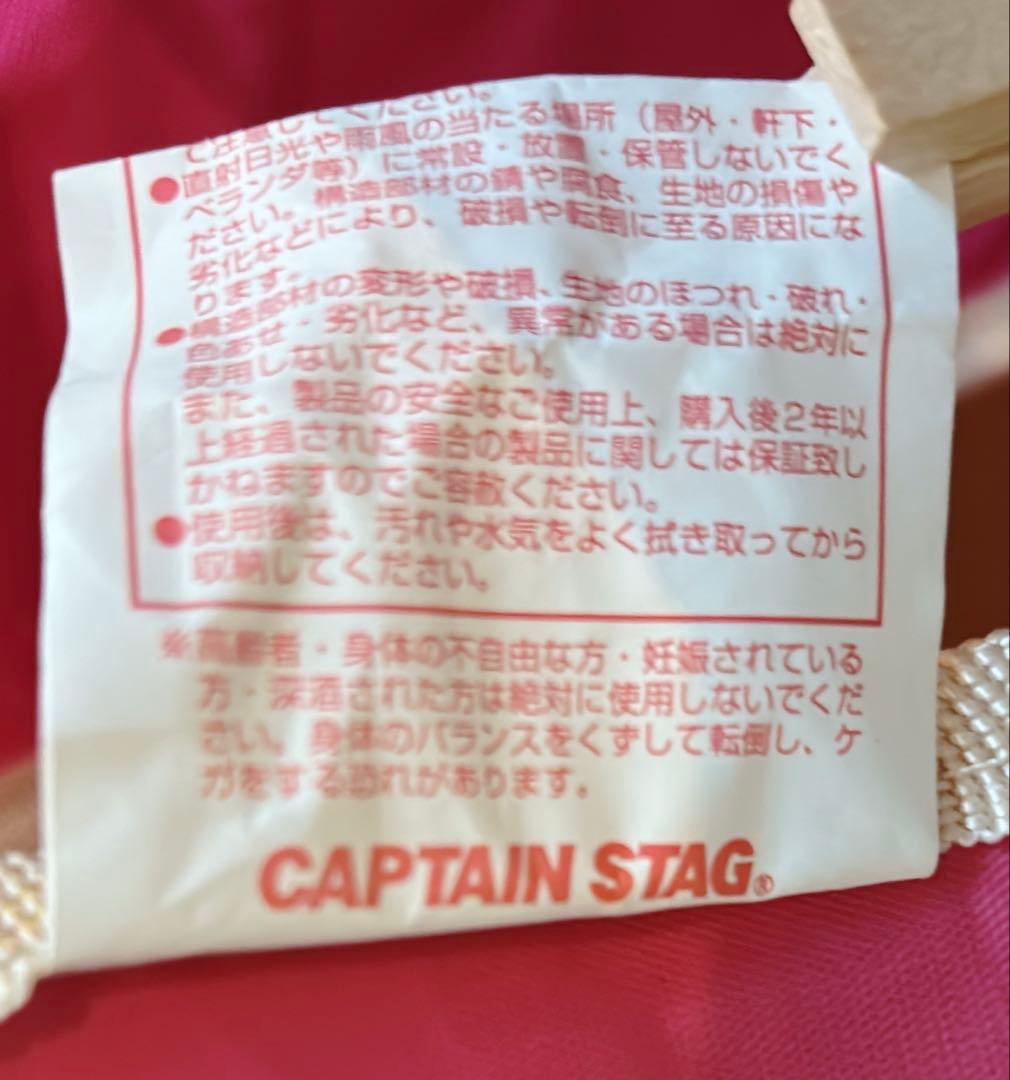 で注意してください。
●直射日光や雨風の当たる場所（屋外・軒下・
ベランダ等）に常設・放置・保管しないでく
ださい。構造部材の錆や腐食、生地の損傷や
劣化などにより、破損や転倒に至る原因にな
ります。
●構造部材の変形や破損、生地のほつれ・破れ・
色あせ・劣化など、異常がある場合は絶対に
使用しないでください。
また、製品の安全なご使用上、購入後2年以
上経過された場合の製品に関しては保証致し
かねますのでご容赦ください。
●使用後は、汚れや水気をよく拭き取ってから
収納してください。
※高齢者・身体の不自由な方・妊娠されている
方・深酒された方は絶対に使用しないでくだ
さい。身体のバランスをくずして転倒し、ケ
ガをする恐れがあります。
CAPTAIN STAG®